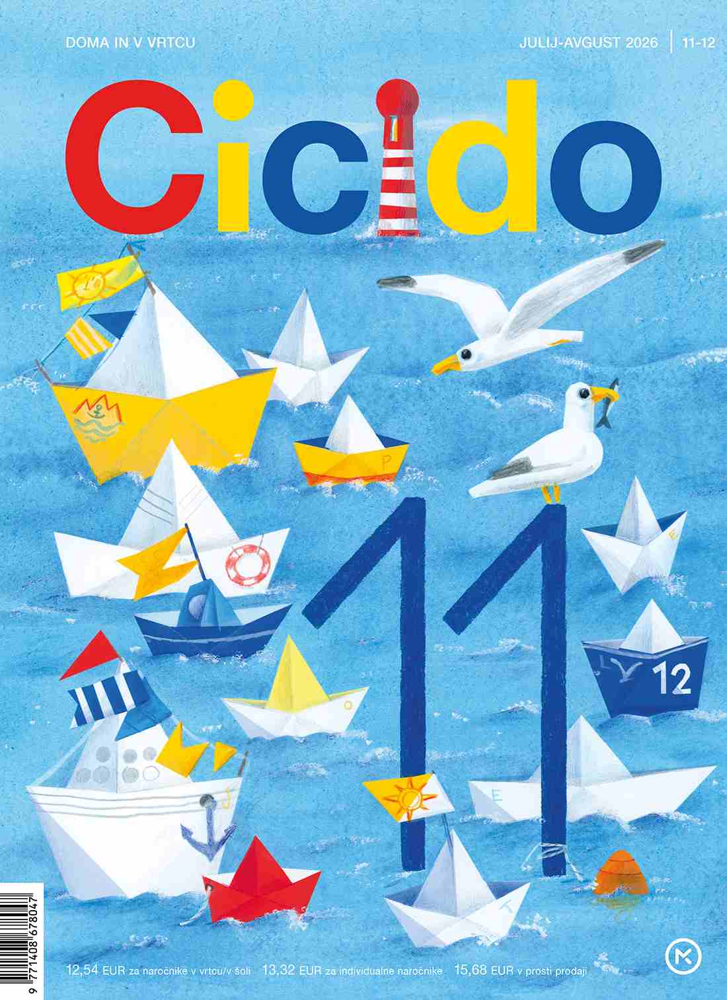 DOMA IN V VRTCU
JULIJ-AVGUST 2026 | 11-12
Cicido
P
E
11
12
O
E
J
K
12,54 EUR za naročnike v vrtcu/v šoli 13,32 EUR za individualne naročnike 15,68 EUR v prosti prodaji
9 771408 678047